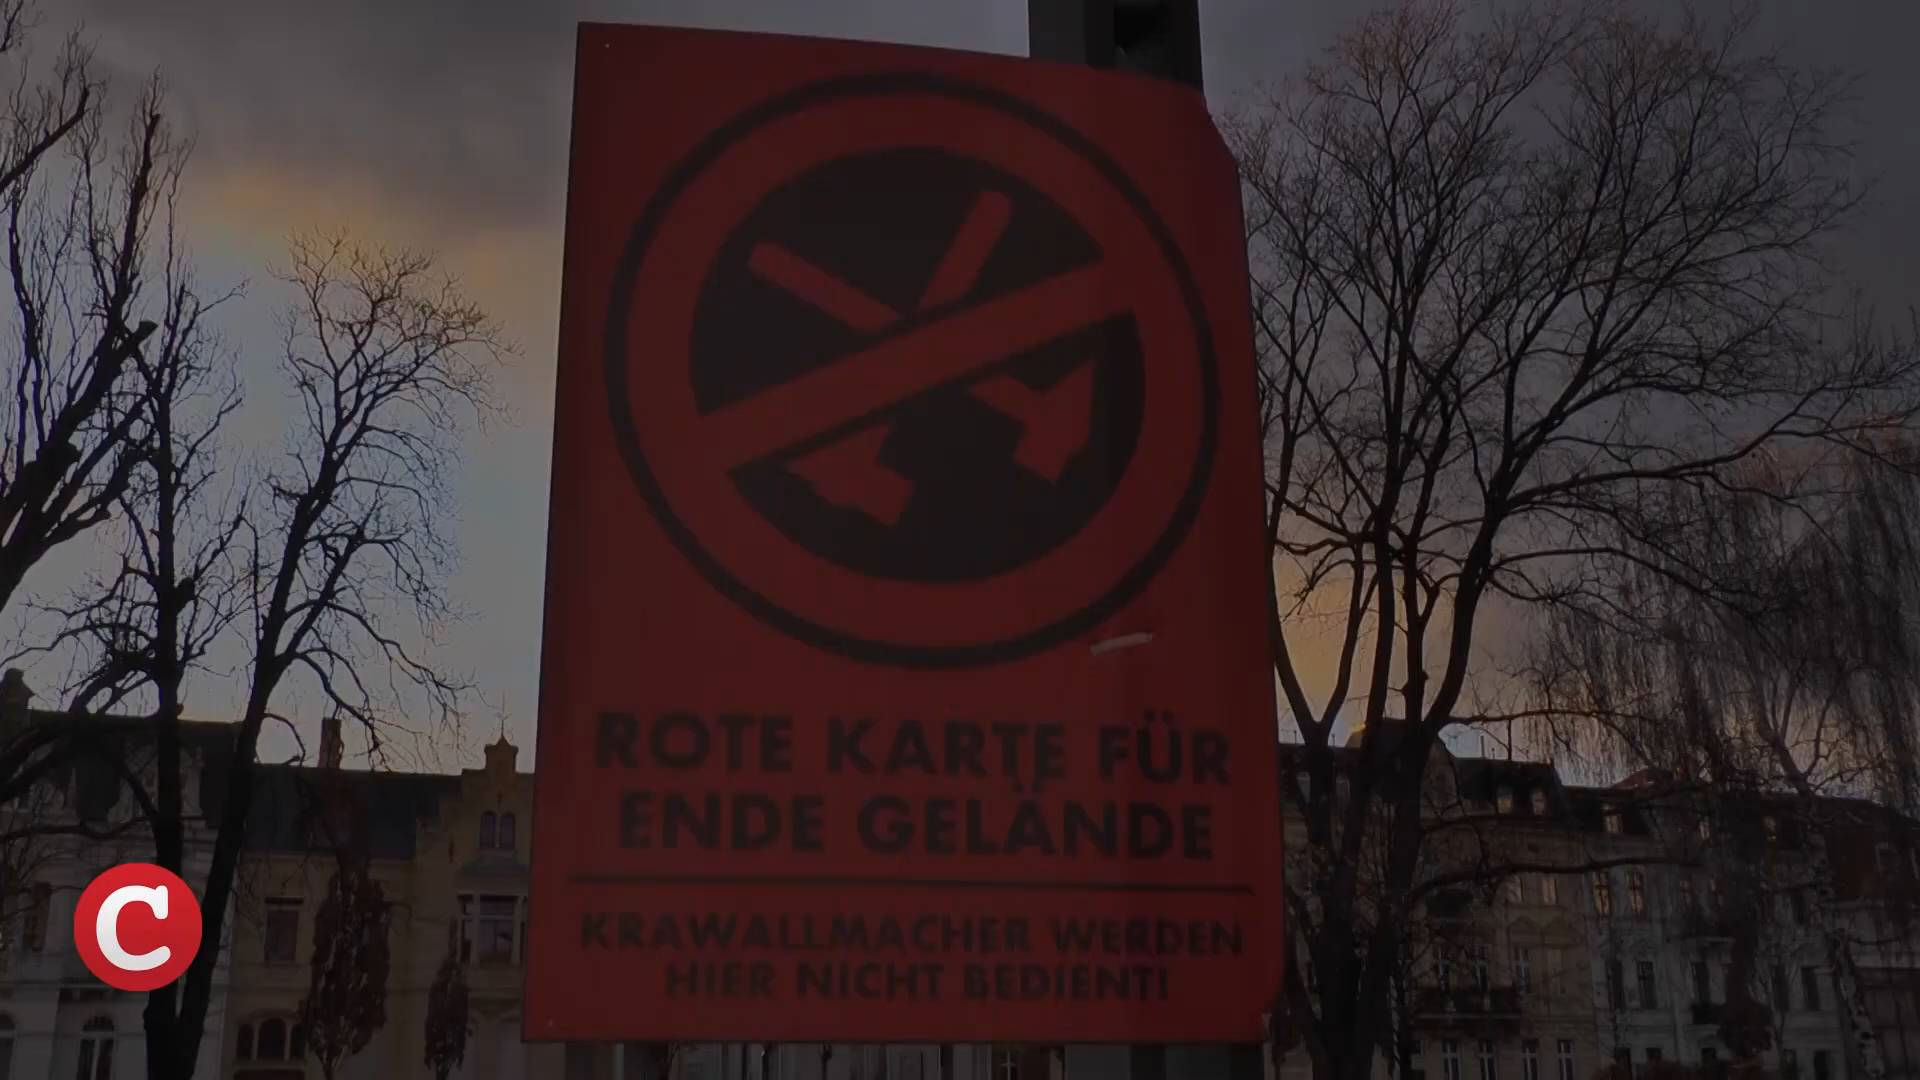 ROTE KARTE FÜR
ENDE GELÄNDE
KRAWALLMACHER WERDEN
HIER NICHT BEDIENT!
C